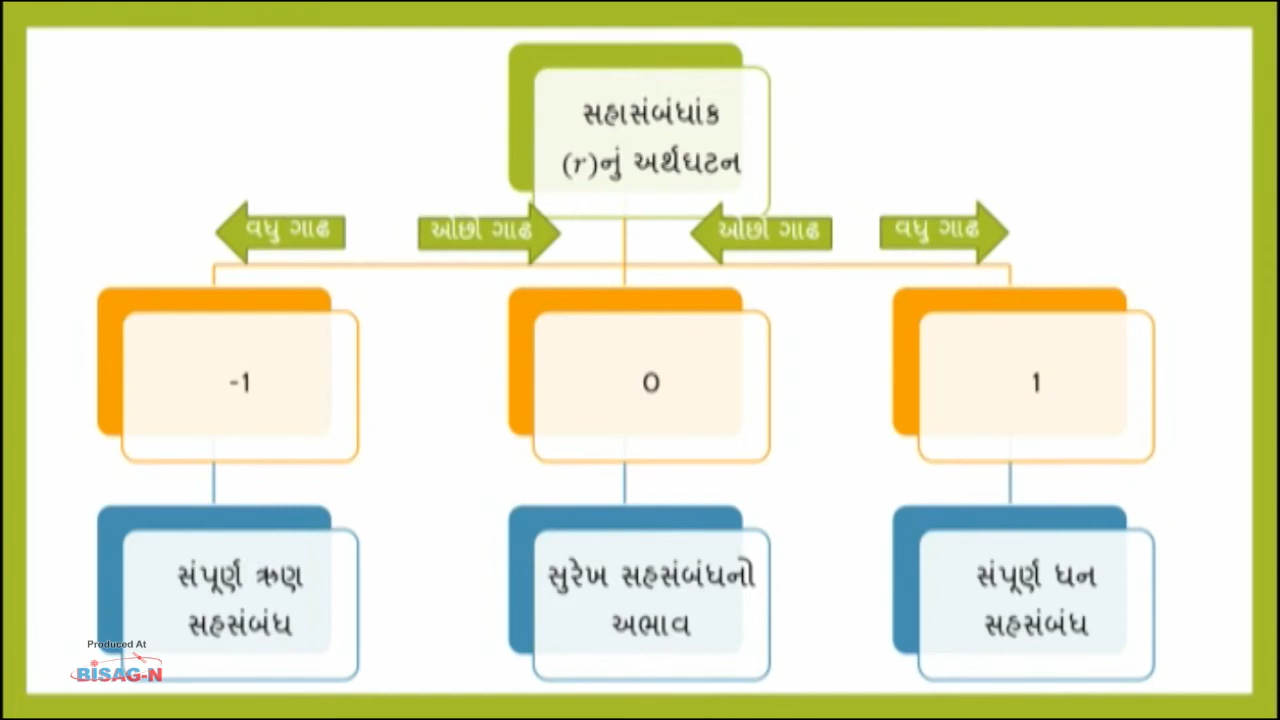 સહાસંબંધાંક
(r)નું અર્થઘટન
વધુ ગાઢ
ઓછો ગાઢ
ઓછો ગાઢ
વધુ ગાઢ
-1
0
1
સંપૂર્ણ ઋણ
સહસંબંધ
સુરેખ સહસંબંધનો
અભાવ
સંપૂર્ણ ધન
સહસંબંધ
Produced At
BISAG-N